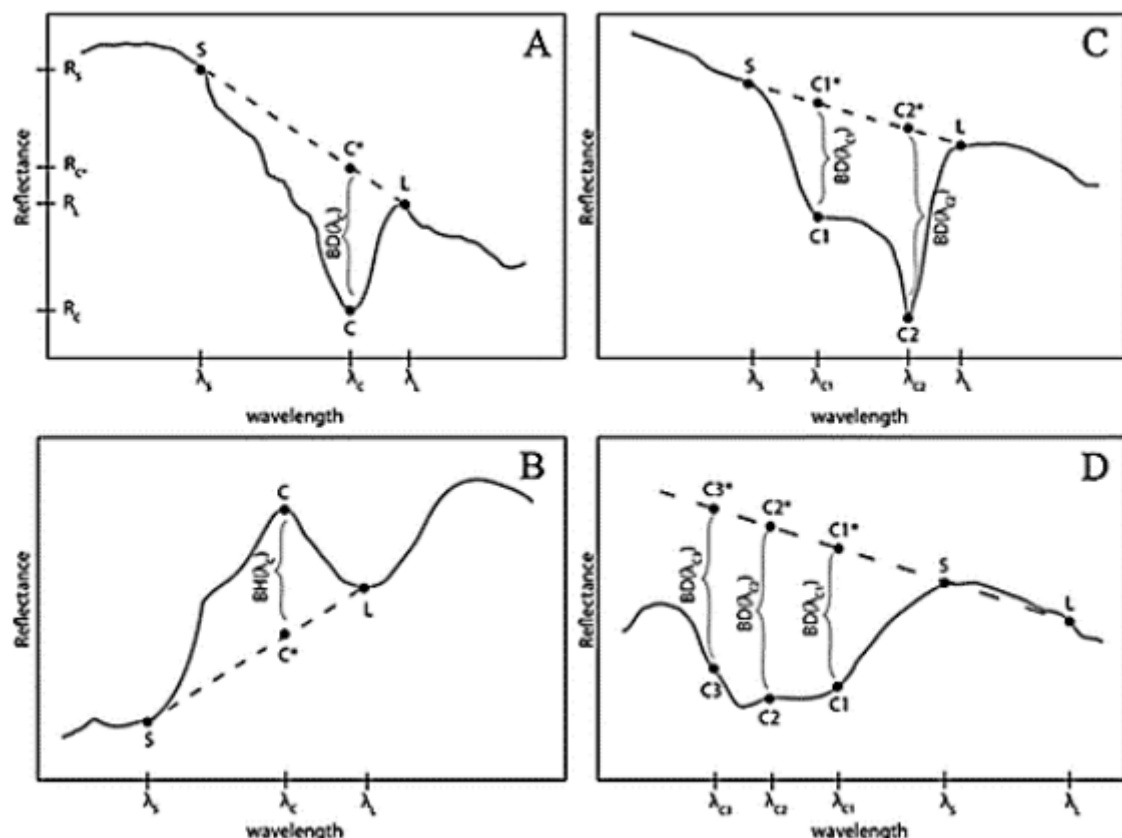 A
S
R_S
C*
R_C*
L
R_L
Reflectance
BD(λ_C)
R_C
C
λ_S
λ_C
λ_L
wavelength
C
S
C1*
C2*
L
Reflectance
BD(λ_C1)
BD(λ_C2)
C1
C2
λ_S
λ_C1
λ_C2
λ_L
wavelength
B
C
Reflectance
BH(λ_C)
L
C*
S
λ_S
λ_C
λ_L
wavelength
D
C3*
C2*
C1*
S
L
Reflectance
BD(λ_C3)
BD(λ_C2)
BD(λ_C1)
C3
C2
C1
λ_C3
λ_C2
λ_C1
λ_S
λ_L
wavelength